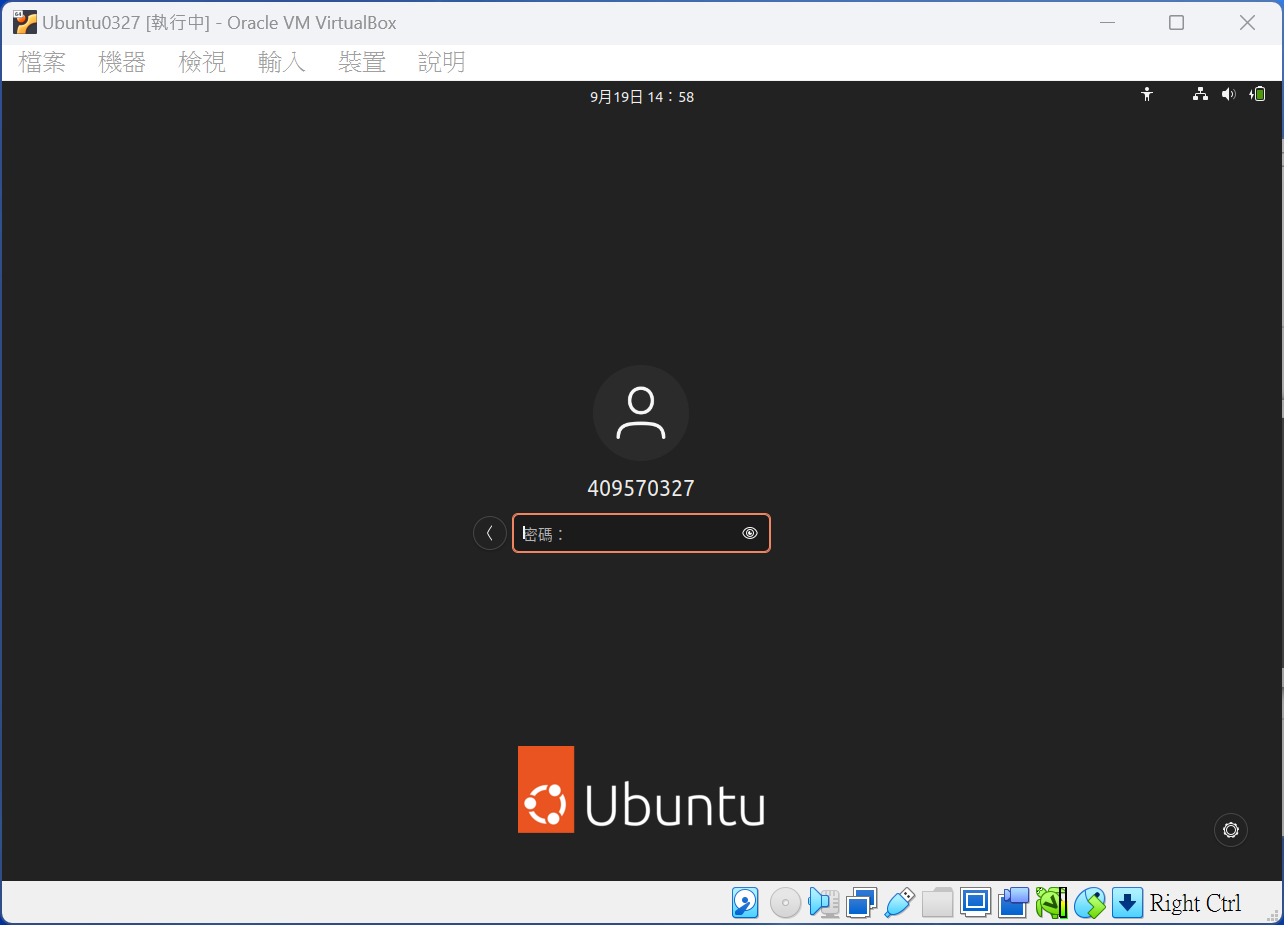 Ubuntu0327 [執行中] - Oracle VM VirtualBox
檔案 機器 檢視 輸入 裝置 說明
9月19日 14：58
409570327
密碼：
Ubuntu
Right Ctrl